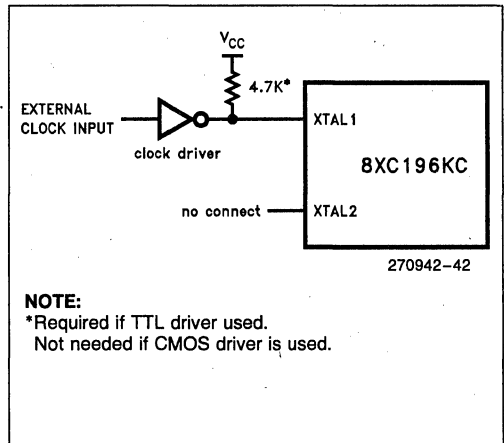 VCC
4.7K*
EXTERNAL
CLOCK INPUT
clock driver
XTAL1
8XC196KC
no connect
XTAL2
270942-42
NOTE:
*Required if TTL driver used.
Not needed if CMOS driver is used.